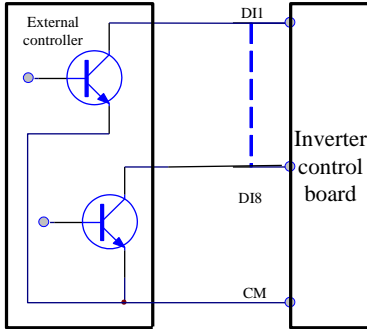 External
controller
DI1
Inverter
control
board
DI8
CM